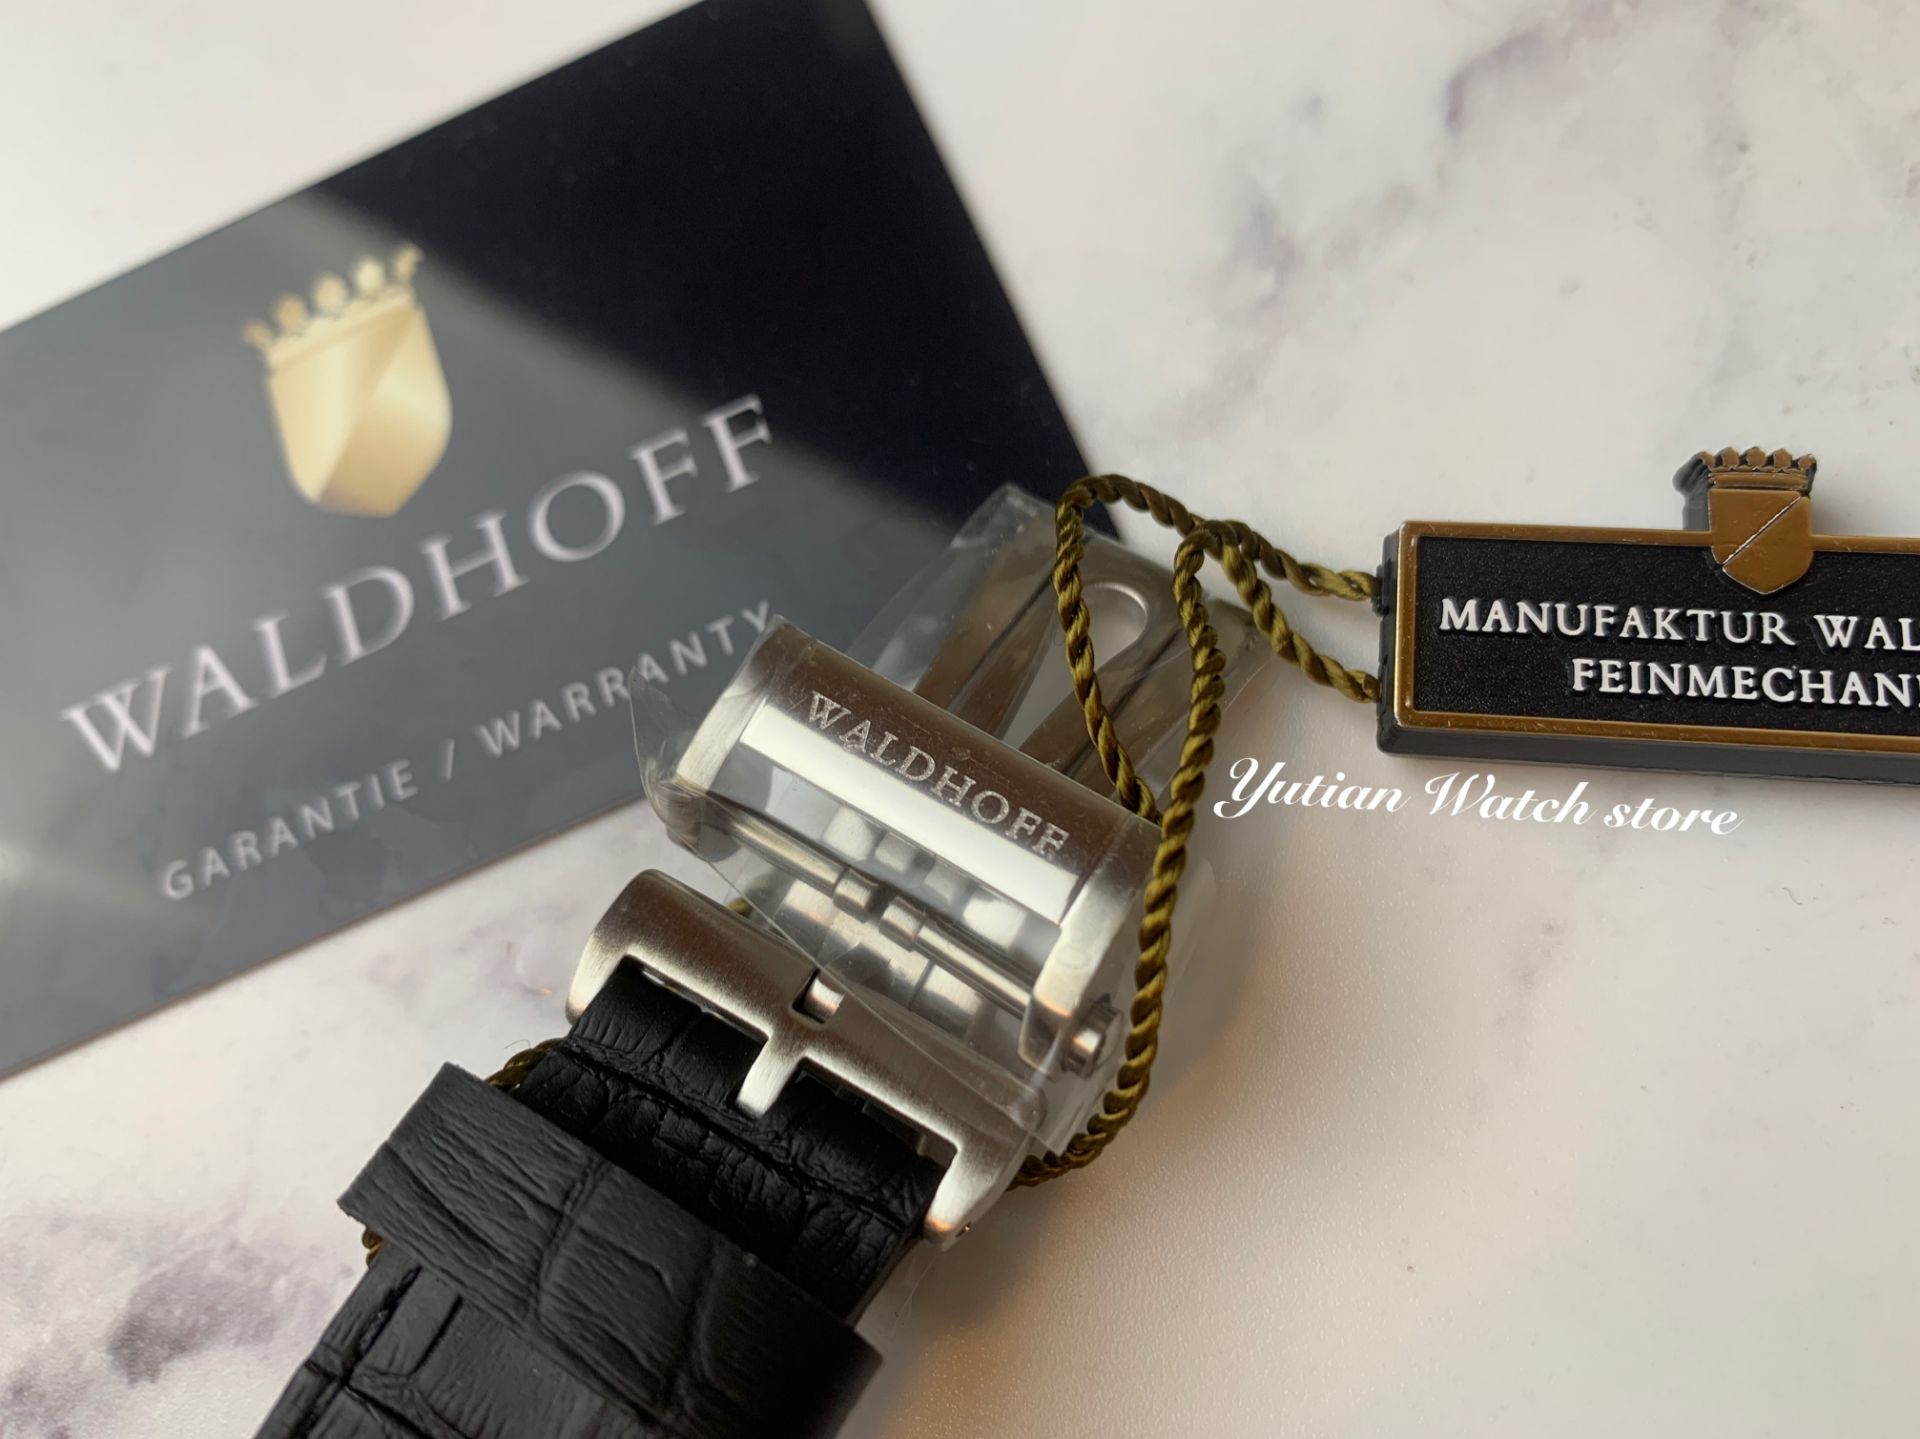 WALDHOFF
GARANTIE / WARRANTY
WALDHOFF
MANUFAKTUR WAL
FEINMECHANI
Yutian Watch store